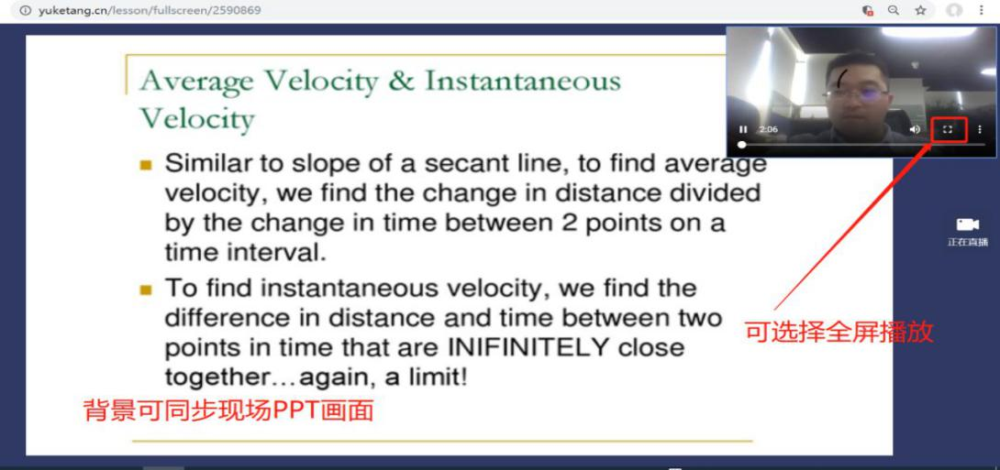 yuketang.cn/lesson/fullscreen/2590869
Average Velocity & Instantaneous
Velocity
2:06
Similar to slope of a secant line, to find average
velocity, we find the change in distance divided
by the change in time between 2 points on a
time interval.
正在直播
To find instantaneous velocity, we find the
difference in distance and time between two
points in time that are INIFINITELY close
together...again, a limit!
可选择全屏播放
背景可同步现场PPT画面